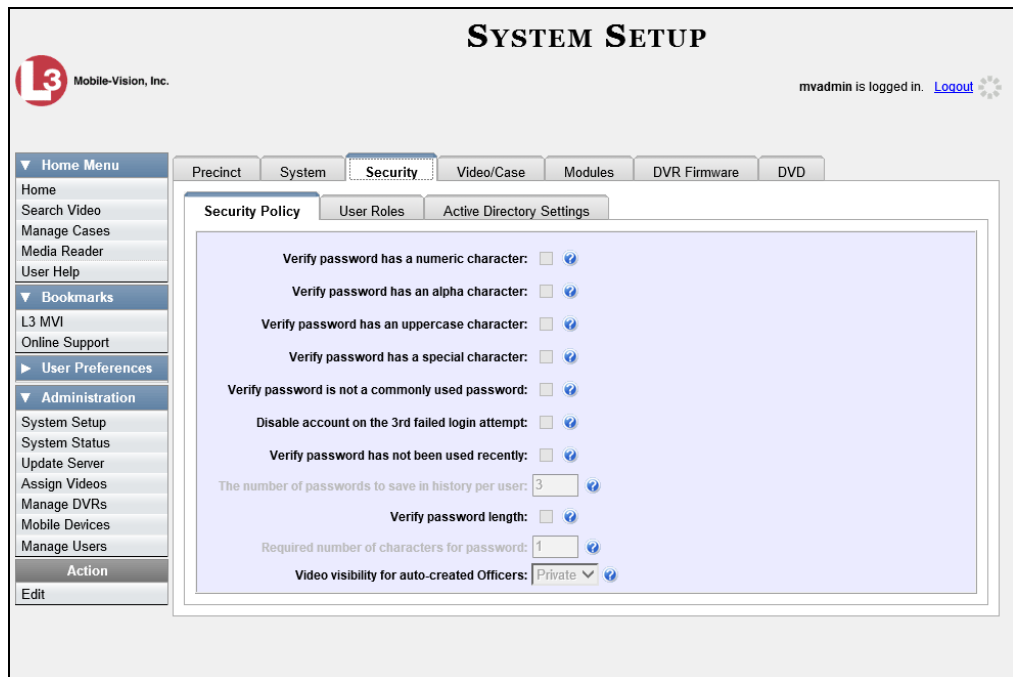 SYSTEM SETUP
L3
Mobile-Vision, Inc.
mvadmin is logged in. Logout
Home Menu
Home
Search Video
Manage Cases
Media Reader
User Help
Bookmarks
L3 MVI
Online Support
User Preferences
Administration
System Setup
System Status
Update Server
Assign Videos
Manage DVRs
Mobile Devices
Manage Users
Action
Edit
Precinct System Security Video/Case Modules DVR Firmware DVD
Security Policy User Roles Active Directory Settings
Verify password has a numeric character: ?
Verify password has an alpha character: ?
Verify password has an uppercase character: ?
Verify password has a special character: ?
Verify password is not a commonly used password: ?
Disable account on the 3rd failed login attempt: ?
Verify password has not been used recently: ?
The number of passwords to save in history per user: 3 ?
Verify password length: ?
Required number of characters for password: 1 ?
Video visibility for auto-created Officers: Private ?